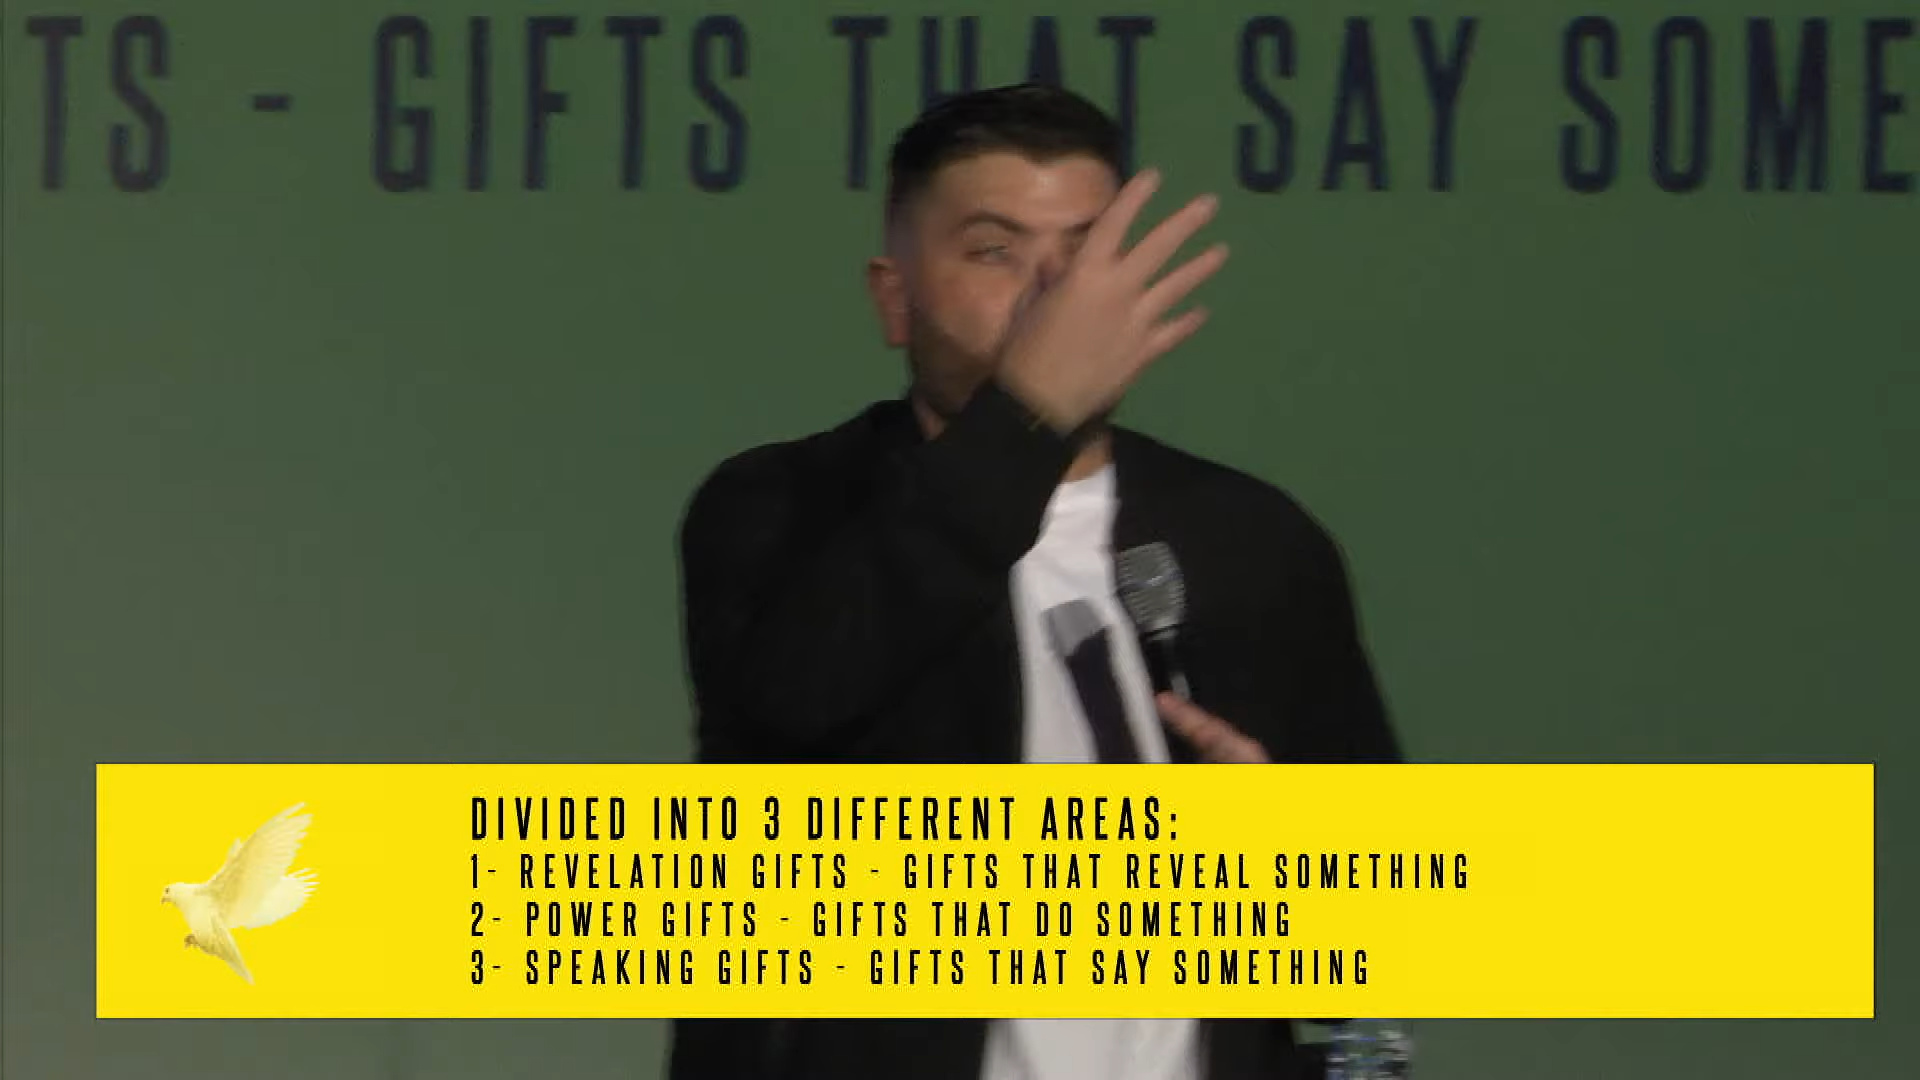 TS - GIFTS THAT SAY SOME
DIVIDED INTO 3 DIFFERENT AREAS:
1- REVELATION GIFTS - GIFTS THAT REVEAL SOMETHING
2- POWER GIFTS - GIFTS THAT DO SOMETHING
3- SPEAKING GIFTS - GIFTS THAT SAY SOMETHING